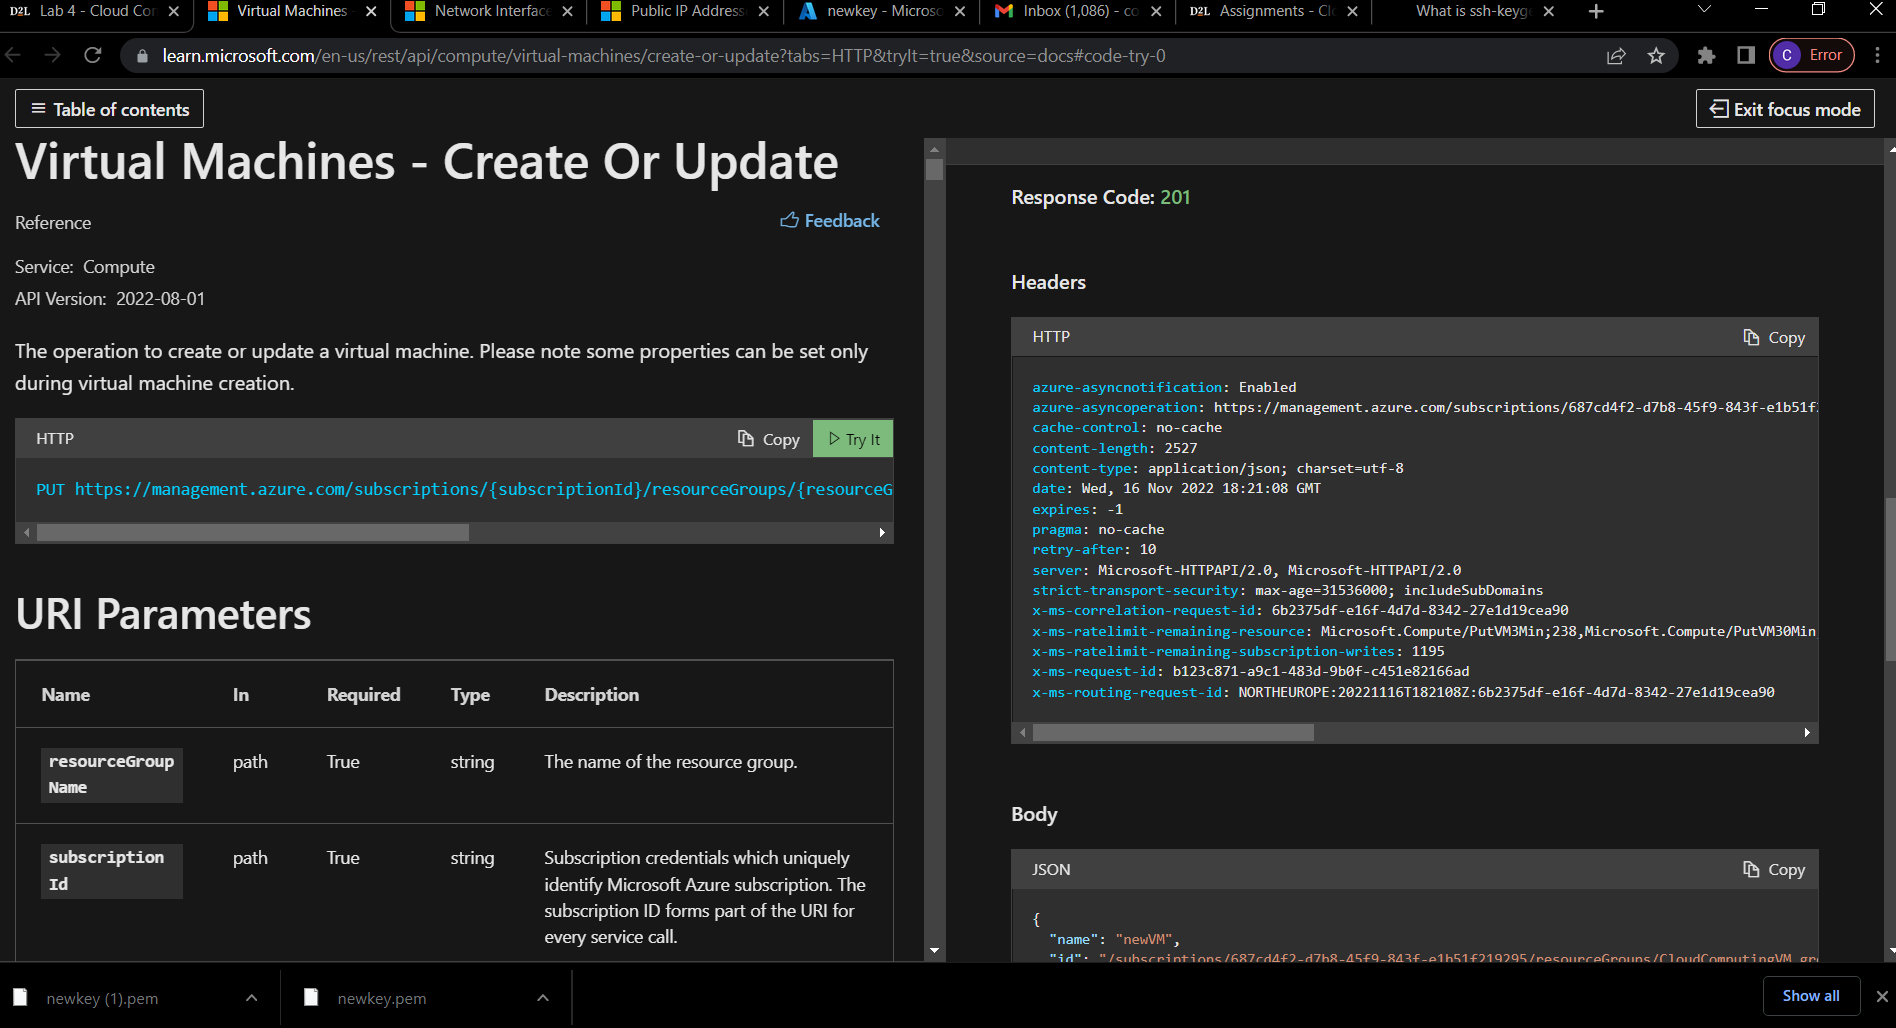 D2L Lab 4 - Cloud Con
Virtual Machines
Network Interface
Public IP Address
newkey - Microso
Inbox (1,086) - co
D2L Assignments - Clo
What is ssh-keyge
learn.microsoft.com/en-us/rest/api/compute/virtual-machines/create-or-update?tabs=HTTP&tryIt=true&source=docs#code-try-0
C Error
Table of contents
Exit focus mode
Virtual Machines - Create Or Update
Reference
Feedback
Service: Compute
API Version: 2022-08-01
The operation to create or update a virtual machine. Please note some properties can be set only
during virtual machine creation.
HTTP
Copy
Try It
PUT https://management.azure.com/subscriptions/{subscriptionId}/resourceGroups/{resourceG
URI Parameters
Name In Required Type Description
resourceGroup
Name
path True string The name of the resource group.
subscription
Id
path True string Subscription credentials which uniquely
identify Microsoft Azure subscription. The
subscription ID forms part of the URI for
every service call.
Response Code: 201
Headers
HTTP
Copy
azure-asyncnotification: Enabled
azure-asyncoperation: https://management.azure.com/subscriptions/687cd4f2-d7b8-45f9-843f-e1b51f
cache-control: no-cache
content-length: 2527
content-type: application/json; charset=utf-8
date: Wed, 16 Nov 2022 18:21:08 GMT
expires: -1
pragma: no-cache
retry-after: 10
server: Microsoft-HTTPAPI/2.0, Microsoft-HTTPAPI/2.0
strict-transport-security: max-age=31536000; includeSubDomains
x-ms-correlation-request-id: 6b2375df-e16f-4d7d-8342-27e1d19cea90
x-ms-ratelimit-remaining-resource: Microsoft.Compute/PutVM3Min;238,Microsoft.Compute/PutVM30Min
x-ms-ratelimit-remaining-subscription-writes: 1195
x-ms-request-id: b123c871-a9c1-483d-9b0f-c451e82166ad
x-ms-routing-request-id: NORTHEUROPE:20221116T182108Z:6b2375df-e16f-4d7d-8342-27e1d19cea90
Body
JSON
Copy
{
"name": "newVM",
"id": "/subscriptions/687cd4f2-d7b8-45f9-843f-e1b51f219295/resourceGroups/CloudComputingVM_gr
newkey (1).pem
newkey.pem
Show all